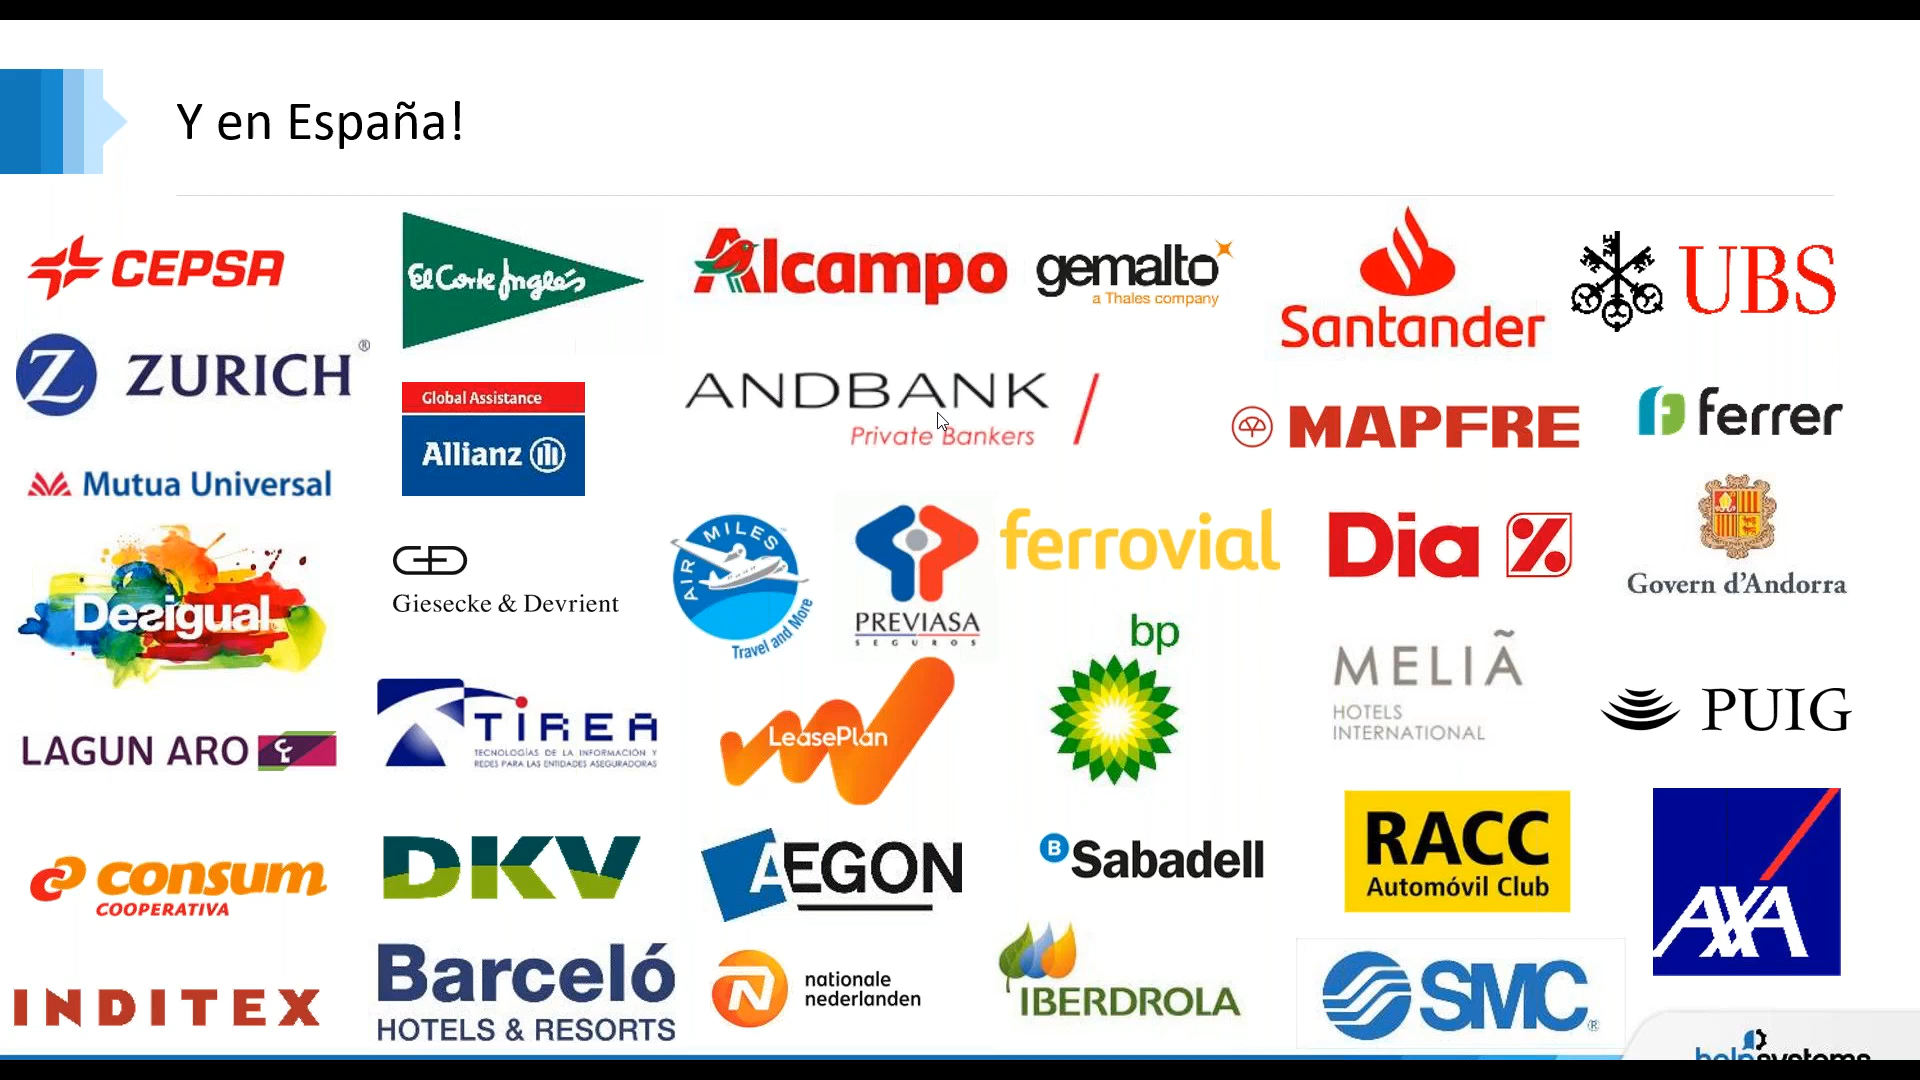 Y en España!
CEPSA
El Corte Inglés
Alcampo
gemalto
a Thales company
Santander
UBS
ZURICH®
Global Assistance
Allianz
ANDBANK
Private Bankers
MAPFRE
ferrer
Mutua Universal
Desigual
G&D
Giesecke & Devrient
AIR MILES
Travel and More
PREVIASA
SEGUROS
ferrovial
Dia %
Govern d'Andorra
LAGUN ARO
TIREA
TECNOLOGÍAS DE LA INFORMACIÓN Y
REDES PARA LAS ENTIDADES ASEGURADORAS
LeasePlan
bp
MELIÃ
HOTELS
INTERNATIONAL
PUIG
consum
COOPERATIVA
DKV
AEGON
B Sabadell
RACC
Automóvil Club
AXA
INDITEX
Barceló
HOTELS & RESORTS
nationale
nederlanden
IBERDROLA
SMC®
helpsystems